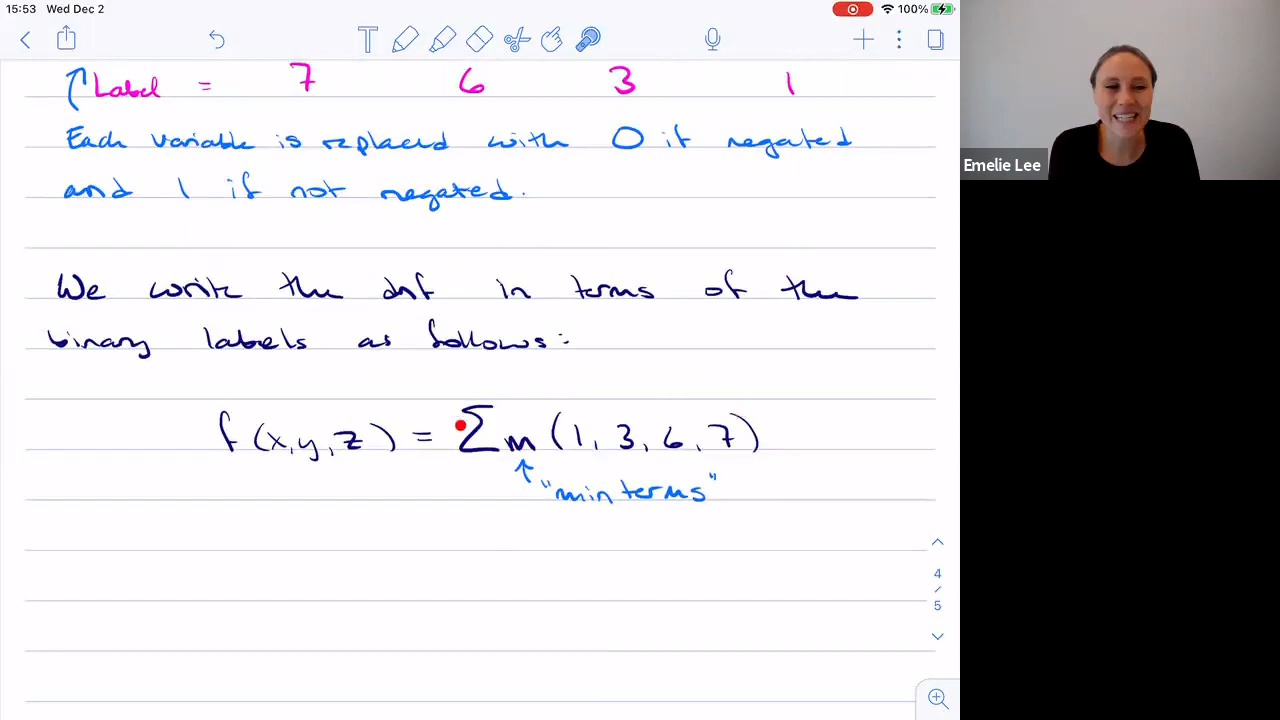 15:53 Wed Dec 2
100%
T
Label = 7 6 3 1
Each variable is replaced with 0 if negated
and 1 if not negated.
We write the dnf in terms of the
binary labels as follows:
f(x,y,z) = Σm(1, 3, 6, 7)
"minterms"
4
/
5
Emelie Lee